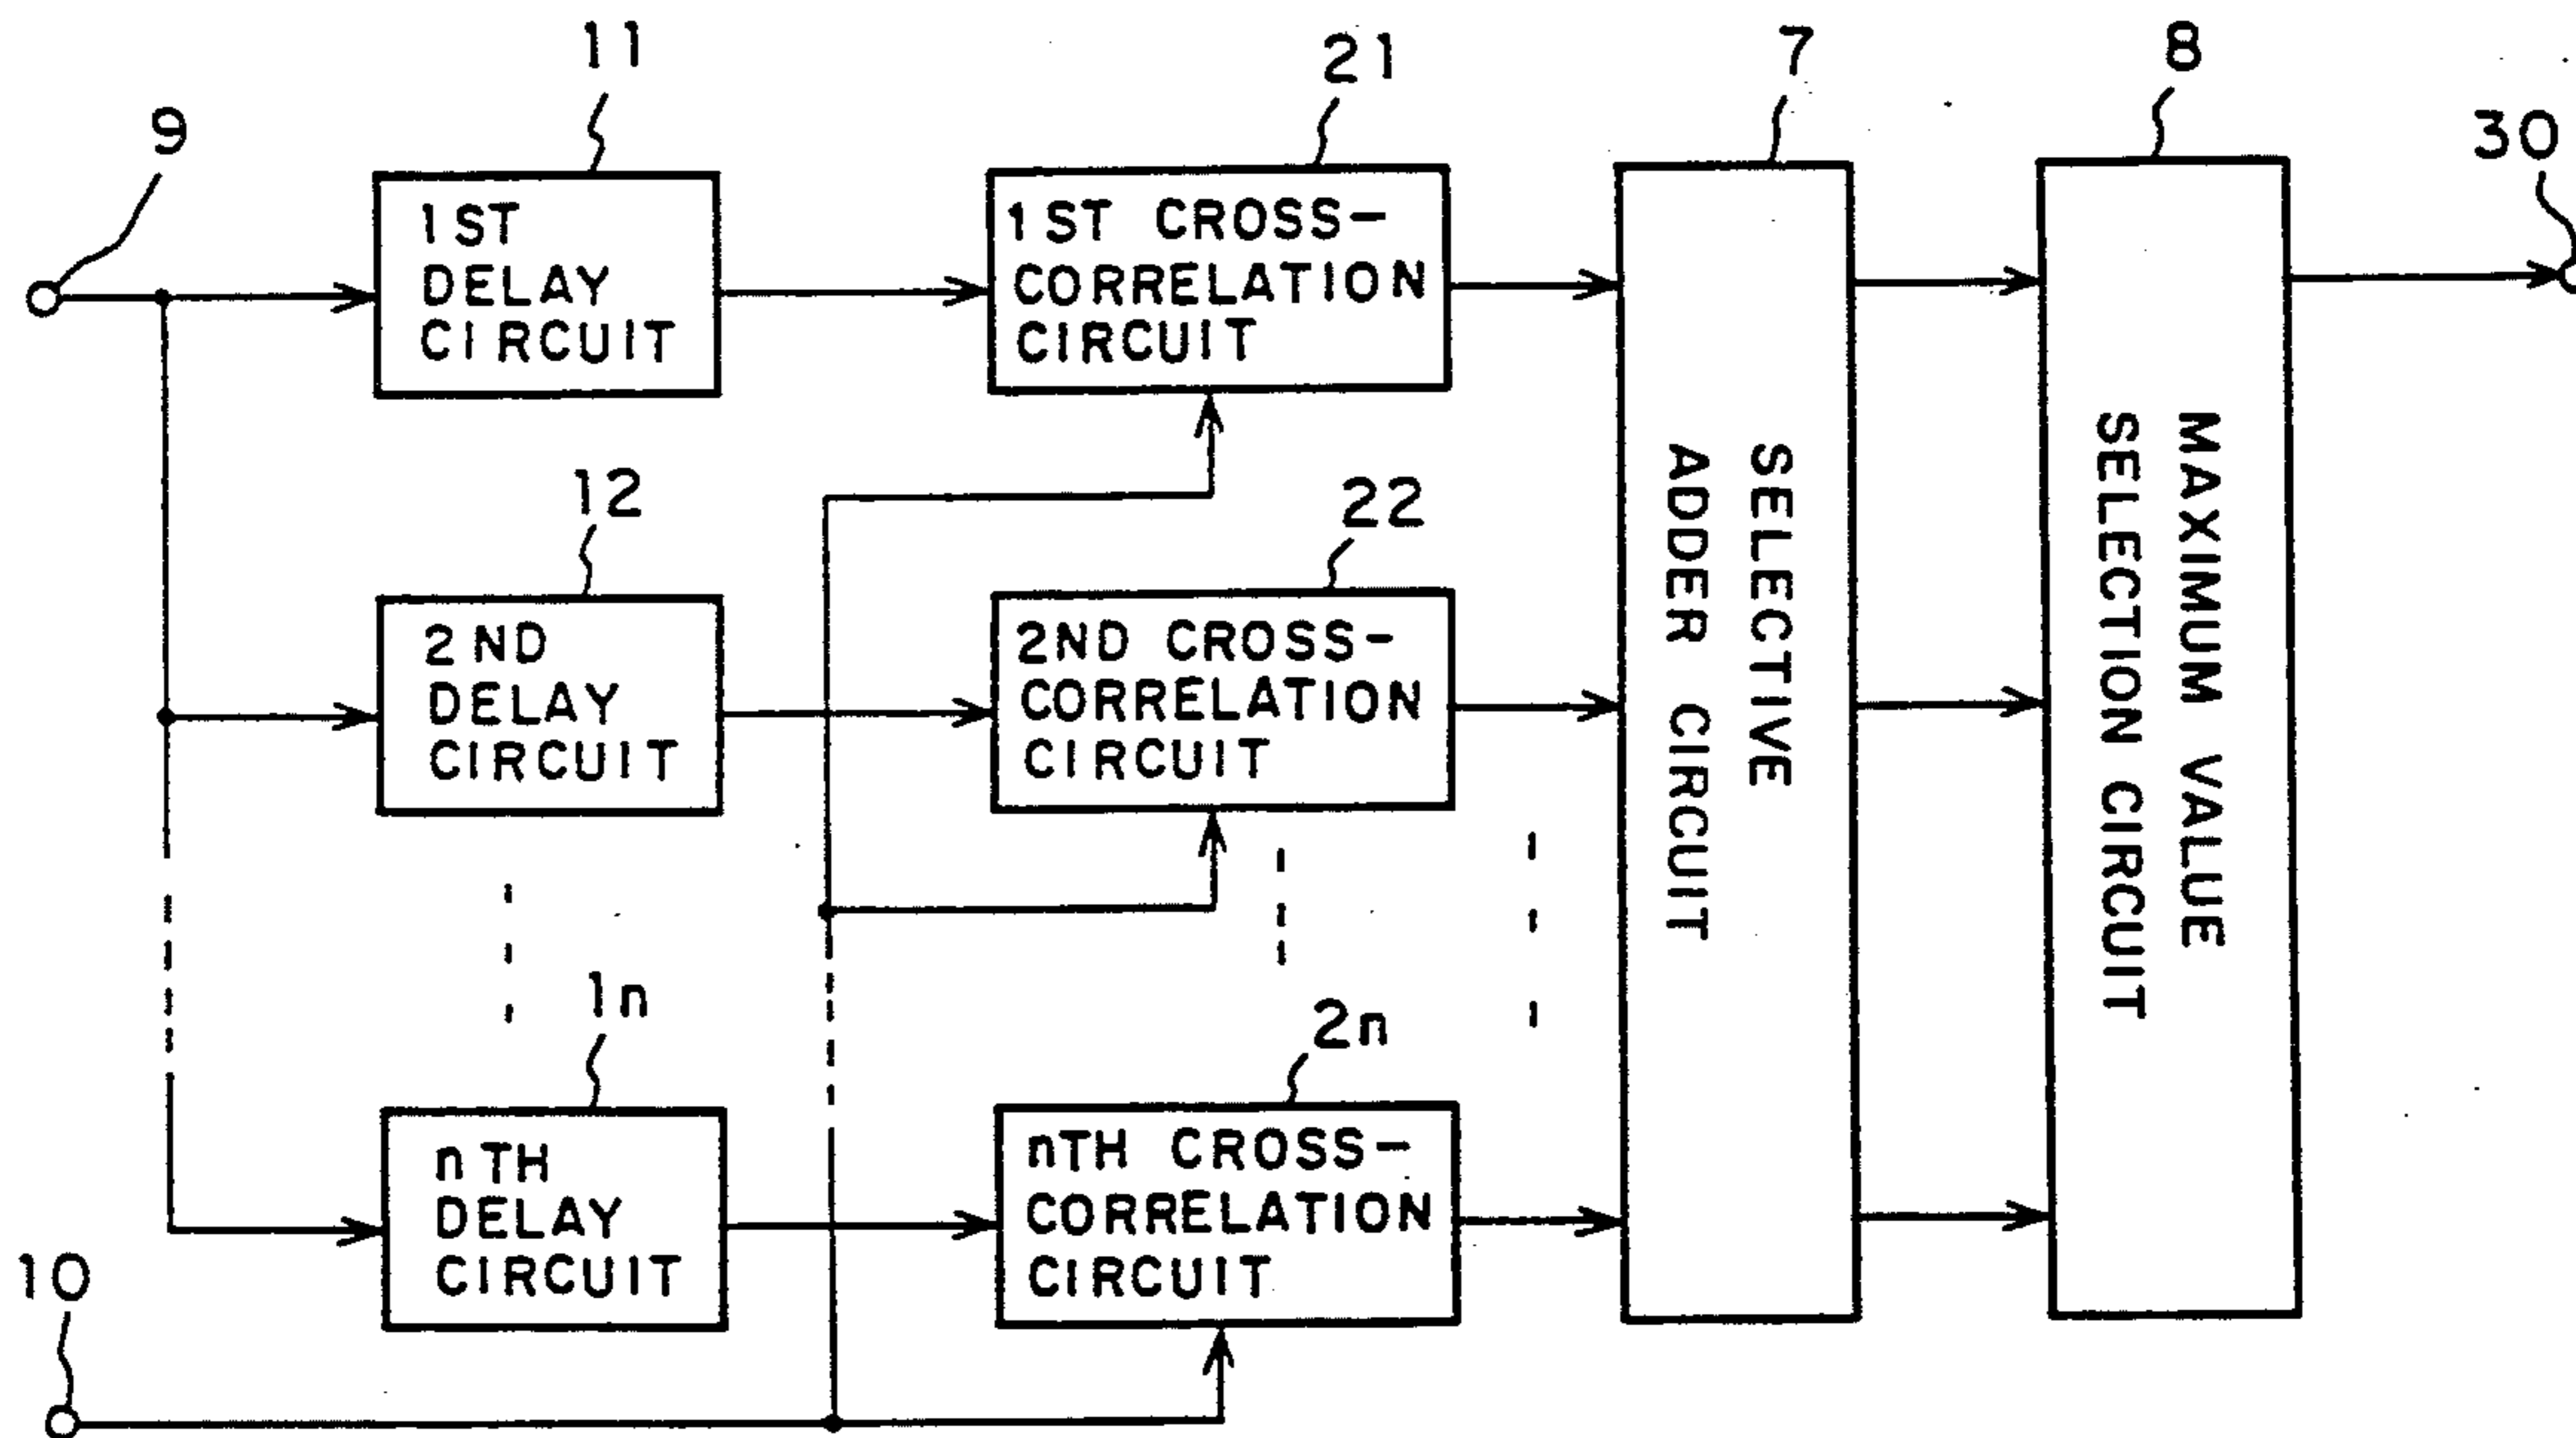 11
21
7
8
9
30
1ST
DELAY
CIRCUIT
1ST CROSS-
CORRELATION
CIRCUIT
12
22
2ND
DELAY
CIRCUIT
2ND CROSS-
CORRELATION
CIRCUIT
SELECTIVE
ADDER CIRCUIT
MAXIMUM VALUE
SELECTION CIRCUIT
1n
2n
nTH
DELAY
CIRCUIT
nTH CROSS-
CORRELATION
CIRCUIT
10